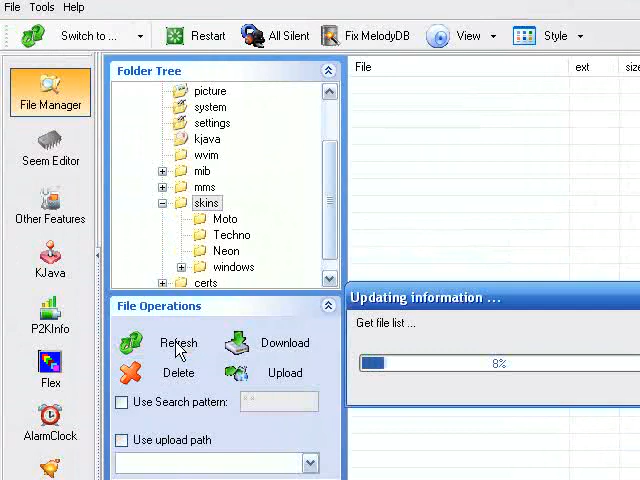 File Tools Help
Switch to ... Restart All Silent Fix MelodyDB View Style
File Manager
Seem Editor
Other Features
KJava
P2KInfo
Flex
AlarmClock
Folder Tree
picture
system
settings
kjava
wvim
mib
mms
skins
Moto
Techno
Neon
windows
certs
File Operations
Refresh Download
Delete Upload
Use Search pattern:
Use upload path
File ext size
Updating information ...
Get file list ...
8%